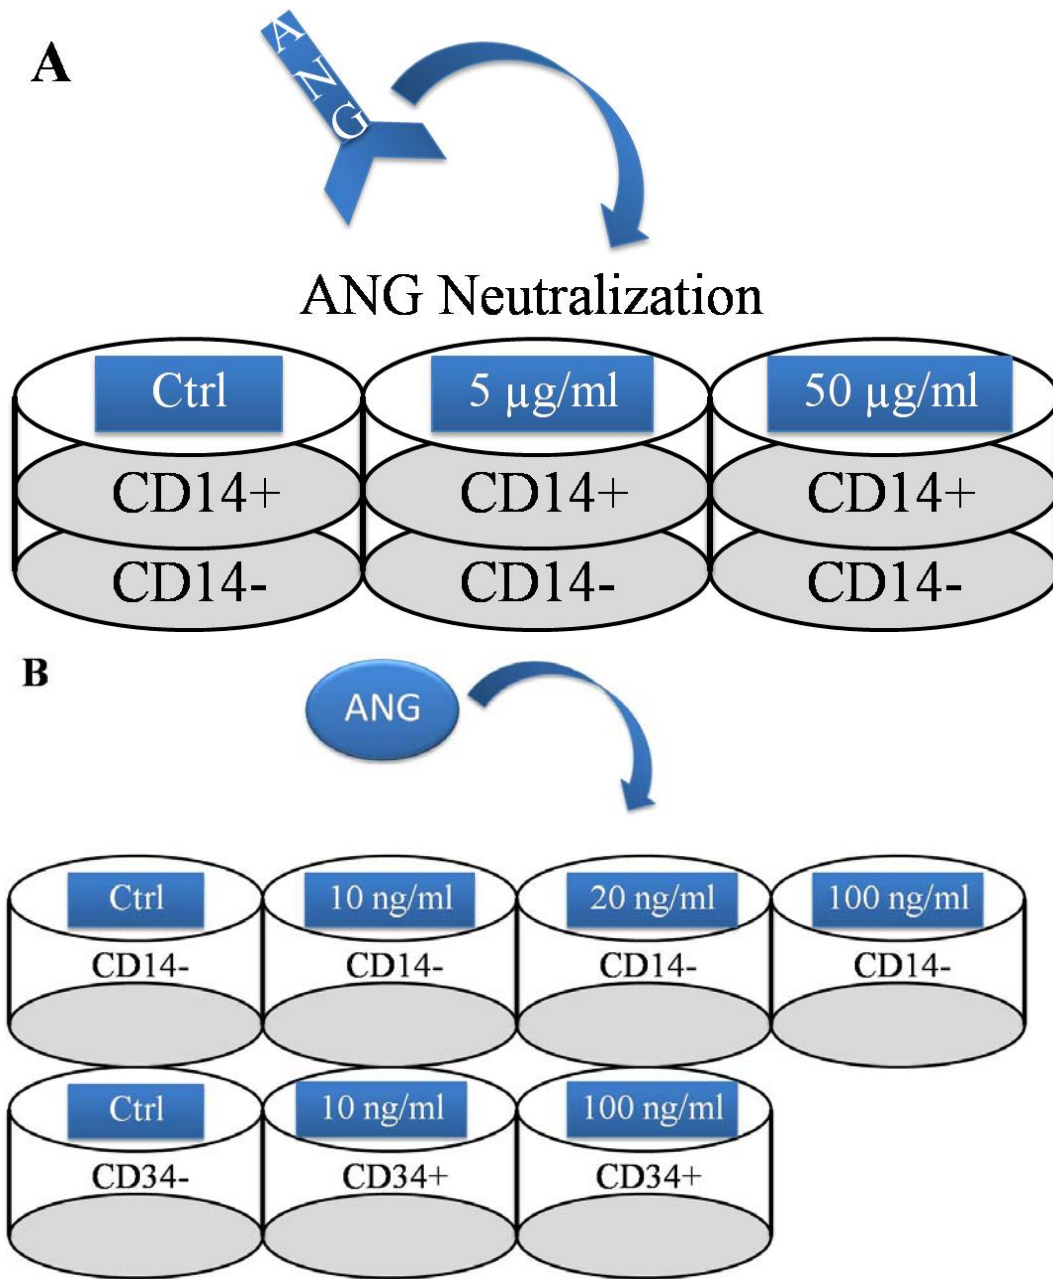 A
ANG
ANG Neutralization
Ctrl 5 µg/ml 50 µg/ml
CD14+ CD14+ CD14+
CD14- CD14- CD14-
B
ANG
Ctrl 10 ng/ml 20 ng/ml 100 ng/ml
CD14- CD14- CD14- CD14-
Ctrl 10 ng/ml 100 ng/ml
CD34- CD34+ CD34+